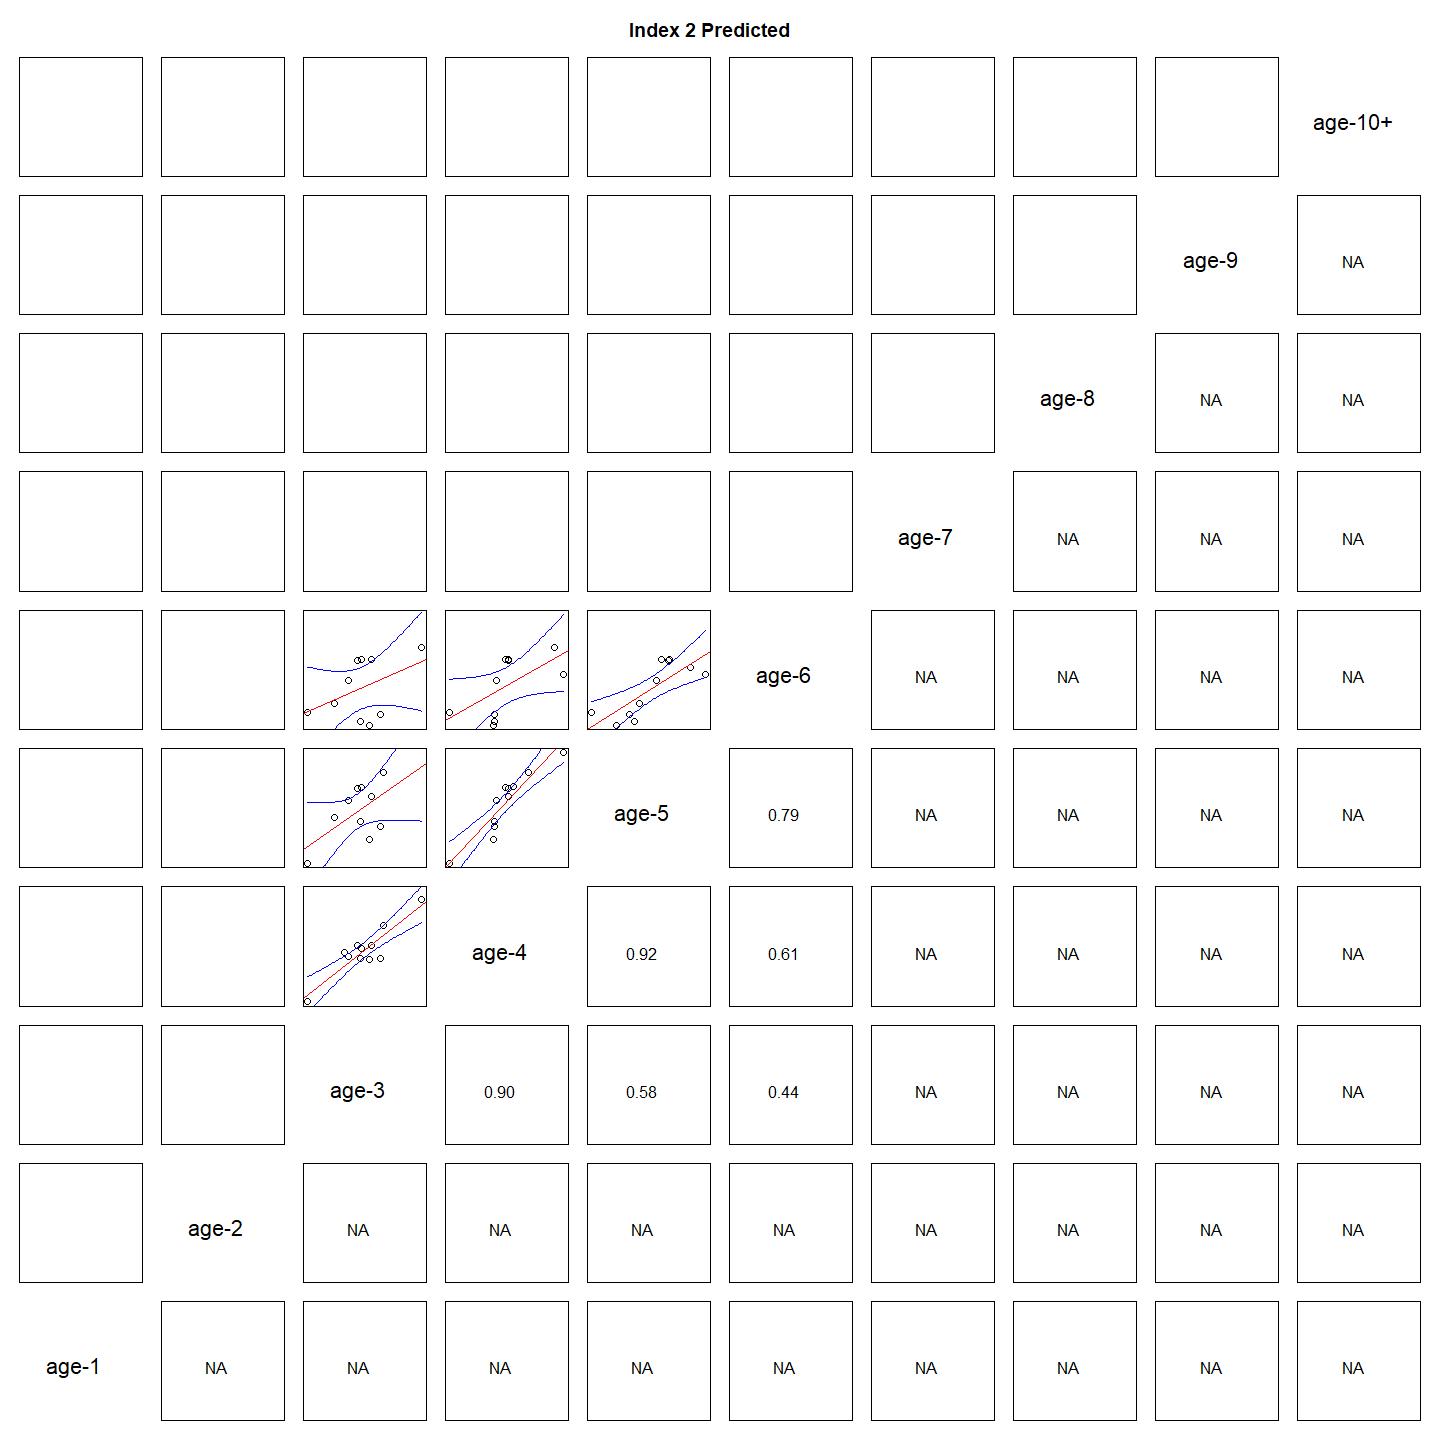 Index 2 Predicted
age-10+
age-9 NA
age-8 NA NA
age-7 NA NA NA
age-6 NA NA NA NA
age-5 0.79 NA NA NA NA
age-4 0.92 0.61 NA NA NA NA
age-3 0.90 0.58 0.44 NA NA NA NA
age-2 NA NA NA NA NA NA NA NA
age-1 NA NA NA NA NA NA NA NA NA